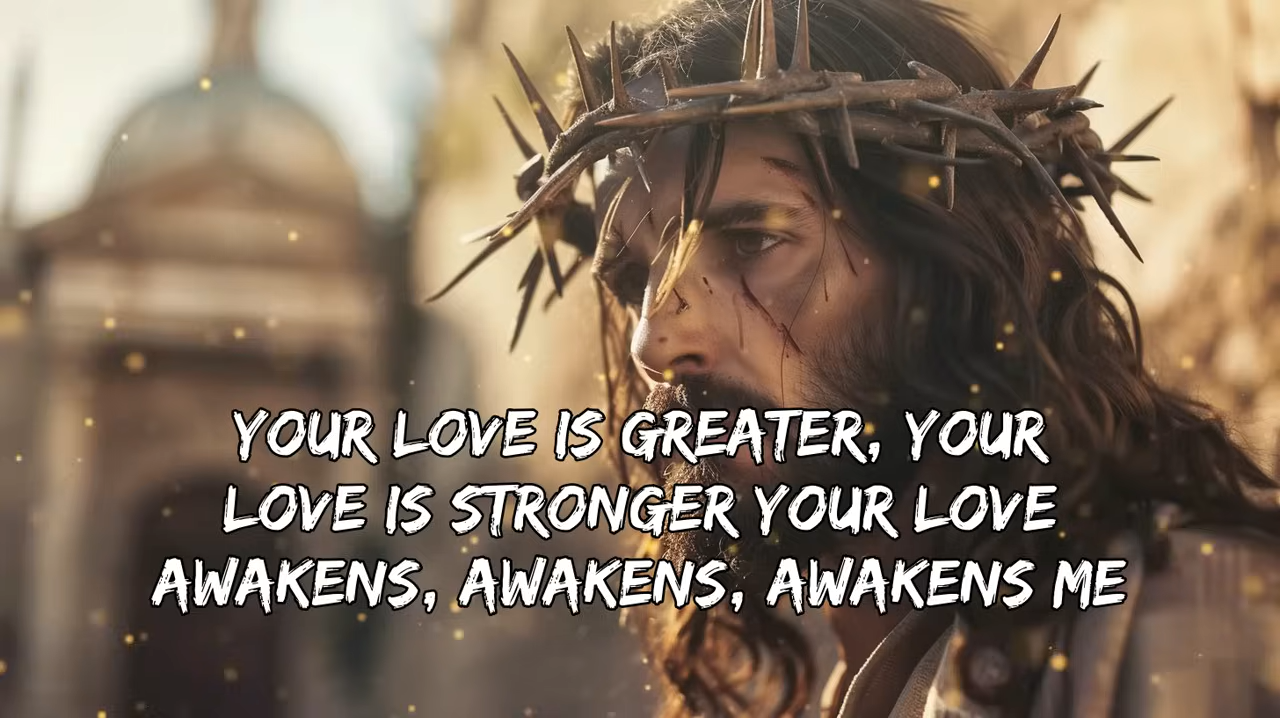 YOUR LOVE IS GREATER, YOUR
LOVE IS STRONGER YOUR LOVE
AWAKENS, AWAKENS, AWAKENS ME